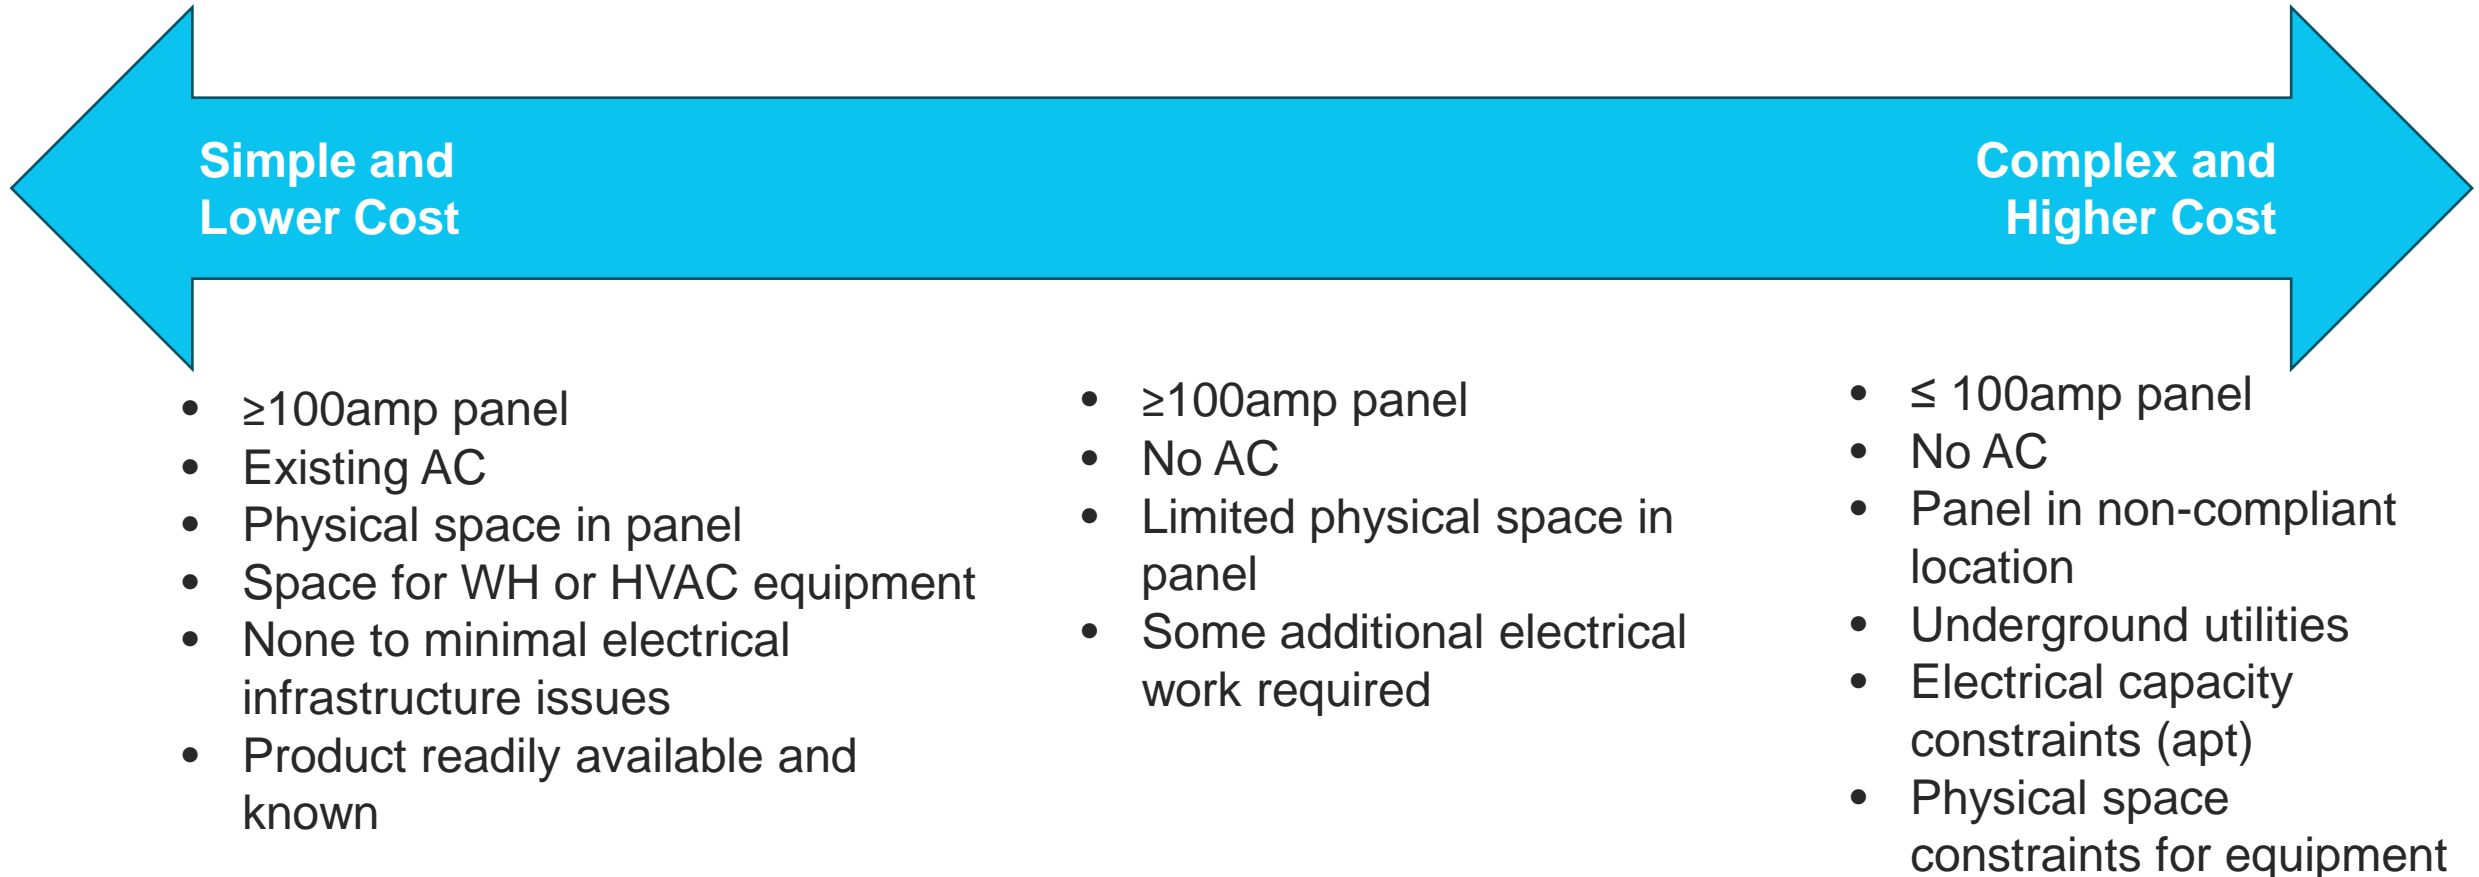 Simple and
Lower Cost
Complex and
Higher Cost
• ≥100amp panel
• Existing AC
• Physical space in panel
• Space for WH or HVAC equipment
• None to minimal electrical
infrastructure issues
• Product readily available and
known
• ≥100amp panel
• No AC
• Limited physical space in
panel
• Some additional electrical
work required
• ≤ 100amp panel
• No AC
• Panel in non-compliant
location
• Underground utilities
• Electrical capacity
constraints (apt)
• Physical space
constraints for equipment